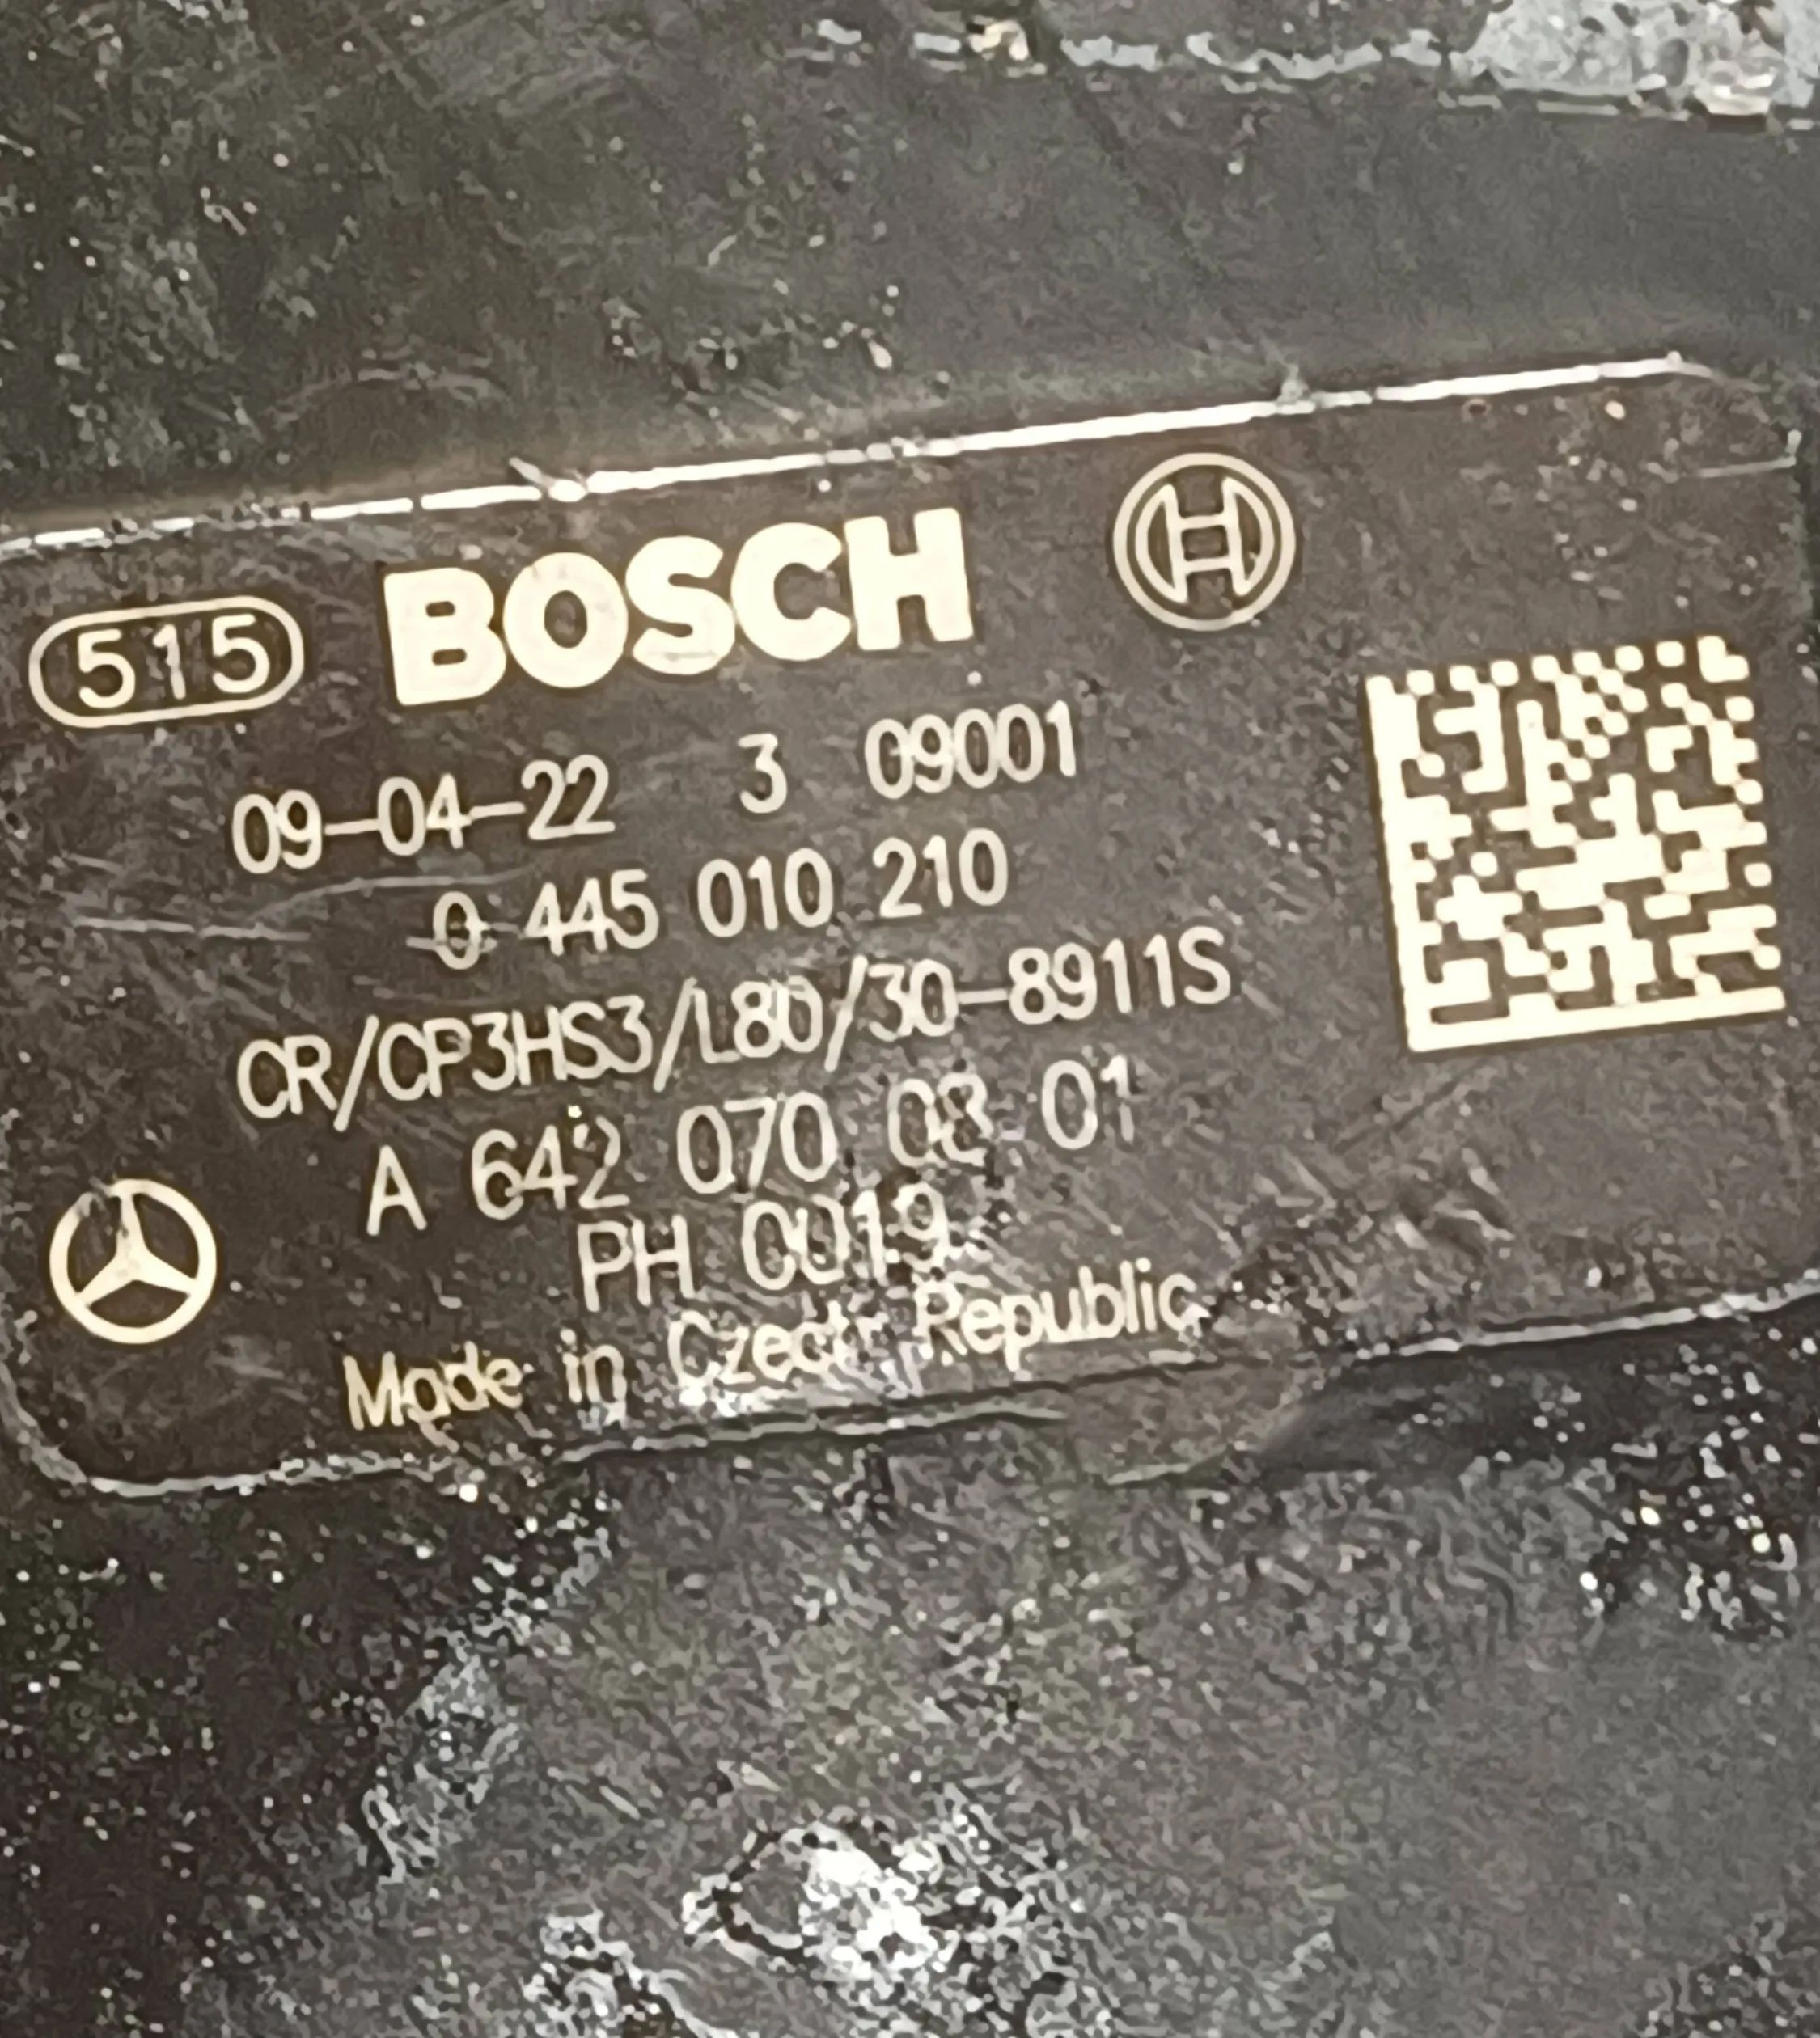 515 BOSCH
09-04-22 3 09001
0 445 010 210
CR/CP3HS3/L80/30-8911S
A 642 070 08 01
PH 0019
Made in Czech Republic